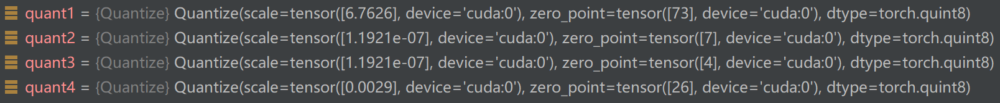 quant1 = {Quantize} Quantize(scale=tensor([6.7626], device='cuda:0'), zero_point=tensor([73], device='cuda:0'), dtype=torch.quint8)
quant2 = {Quantize} Quantize(scale=tensor([1.1921e-07], device='cuda:0'), zero_point=tensor([7], device='cuda:0'), dtype=torch.quint8)
quant3 = {Quantize} Quantize(scale=tensor([1.1921e-07], device='cuda:0'), zero_point=tensor([4], device='cuda:0'), dtype=torch.quint8)
quant4 = {Quantize} Quantize(scale=tensor([0.0029], device='cuda:0'), zero_point=tensor([26], device='cuda:0'), dtype=torch.quint8)